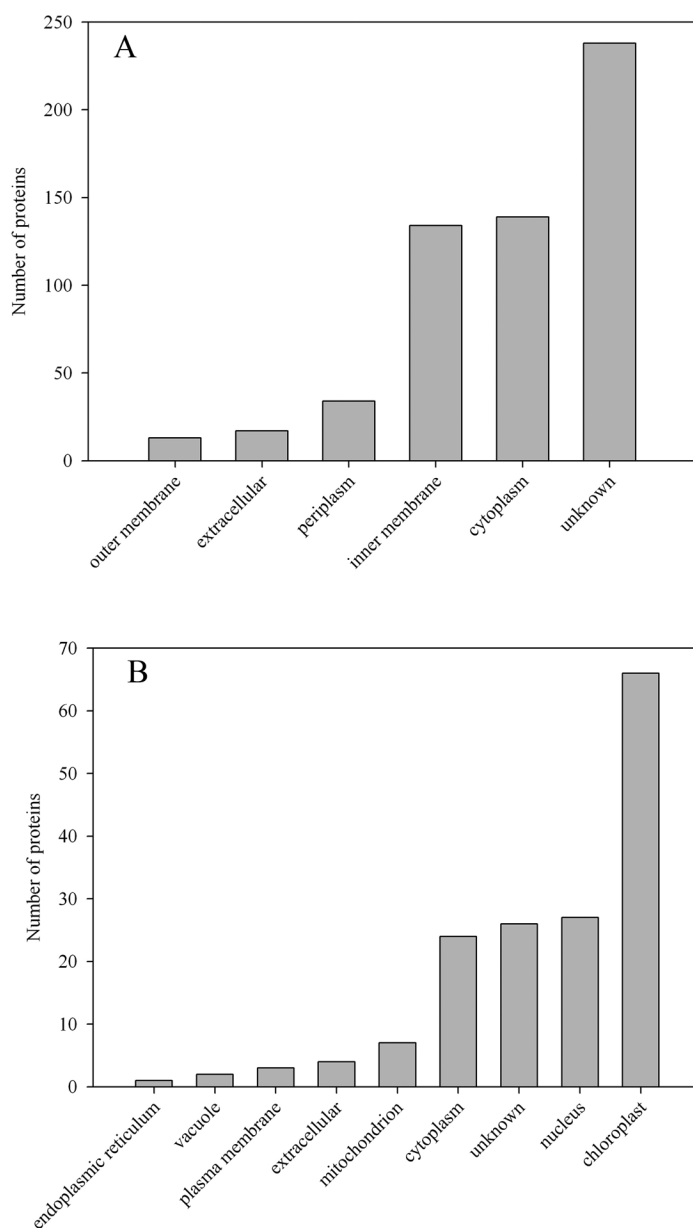 A
250
200
150
100
50
0
Number of proteins
outer membrane
extracellular
periplasm
inner membrane
cytoplasm
unknown
B
70
60
50
40
30
20
10
0
Number of proteins
endoplasmic reticulum
vacuole
plasma membrane
extracellular
mitochondrion
cytoplasm
unknown
nucleus
chloroplast